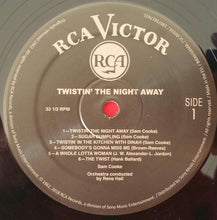 RCA VICTOR
RCA
TWISTIN' THE NIGHT AWAY
33 1/3 RPM
SIDE
1
1–TWISTIN' THE NIGHT AWAY (Sam Cooke)
2–SUGAR DUMPLING (Sam Cooke)
3–TWISTIN' IN THE KITCHEN WITH DINAH (Sam Cooke)
4–SOMEBODY'S GONNA MISS ME (Brown-Reeves)
5–A WHOLE LOTTA WOMAN (J. W. Alexander-L. Jordan)
6–THE TWIST (Hank Ballard)
Sam Cooke
Orchestra conducted
by Rene Hall